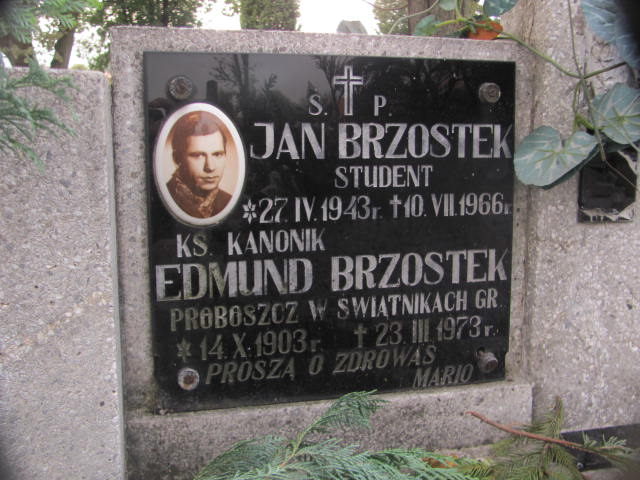 Ś. P.
JAN BRZOSTEK
STUDENT
*27.IV.1943r. †10.VII.1966r.
KS. KANONIK
EDMUND BRZOSTEK
PROBOSZCZ W ŚWIĄTNIKACH GR.
*14.X.1903r. †23.III.1973r.
PROSZĄ O ZDROWAŚ
MARIO